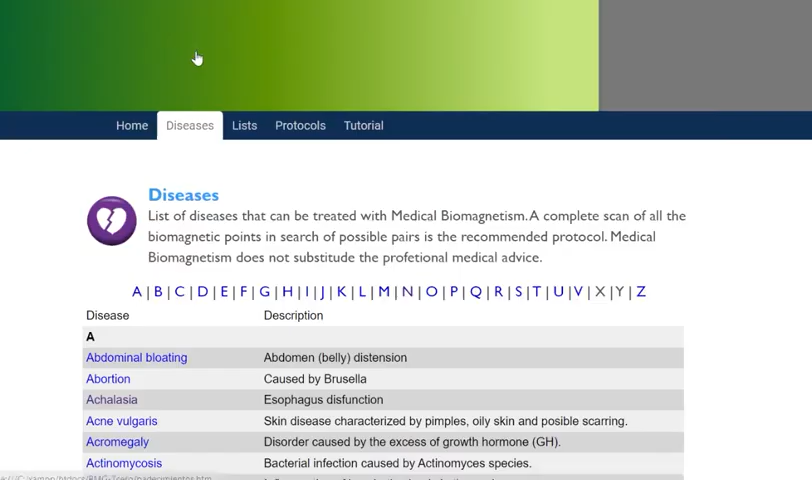 Home Diseases Lists Protocols Tutorial
Diseases
List of diseases that can be treated with Medical Biomagnetism. A complete scan of all the
biomagnetic points in search of possible pairs is the recommended protocol. Medical
Biomagnetism does not substitute the profetional medical advice.
A | B | C | D | E | F | G | H | I | J | K | L | M | N | O | P | Q | R | S | T | U | V | X | Y | Z
Disease Description
A
Abdominal bloating Abdomen (belly) distension
Abortion Caused by Brusella
Achalasia Esophagus disfunction
Acne vulgaris Skin disease characterized by pimples, oily skin and posible scarring.
Acromegaly Disorder caused by the excess of growth hormone (GH).
Actinomycosis Bacterial infection caused by Actinomyces species.